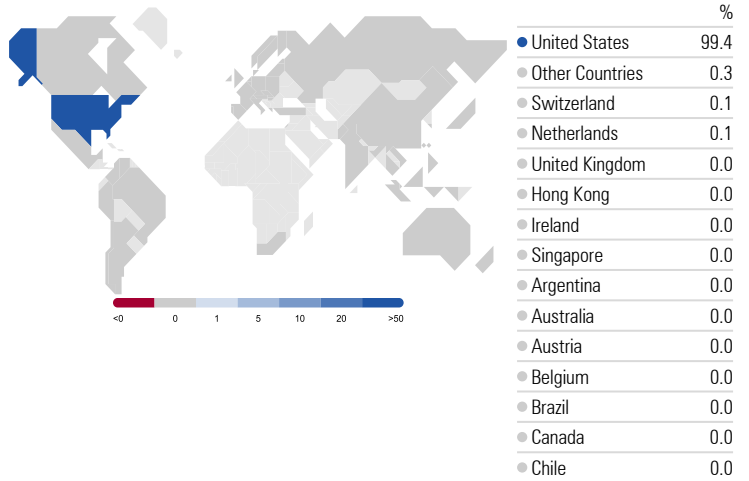 %
United States 99.4
Other Countries 0.3
Switzerland 0.1
Netherlands 0.1
United Kingdom 0.0
Hong Kong 0.0
Ireland 0.0
Singapore 0.0
Argentina 0.0
Australia 0.0
Austria 0.0
Belgium 0.0
Brazil 0.0
Canada 0.0
Chile 0.0
<0 0 1 5 10 20 >50